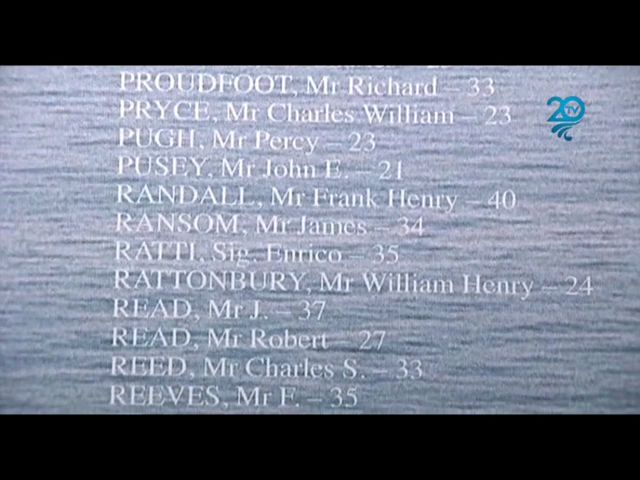 PROUDFOOT, Mr Richard – 33
PRYCE, Mr Charles William – 23
PUGH, Mr Percy – 23
PUSEY, Mr John E. – 21
RANDALL, Mr Frank Henry – 40
RANSOM, Mr James – 34
RATTI, Sig. Enrico – 35
RATTONBURY, Mr William Henry – 24
READ, Mr J. – 37
READ, Mr Robert – 27
REED, Mr Charles S. – 33
REEVES, Mr F. – 35
20
TV